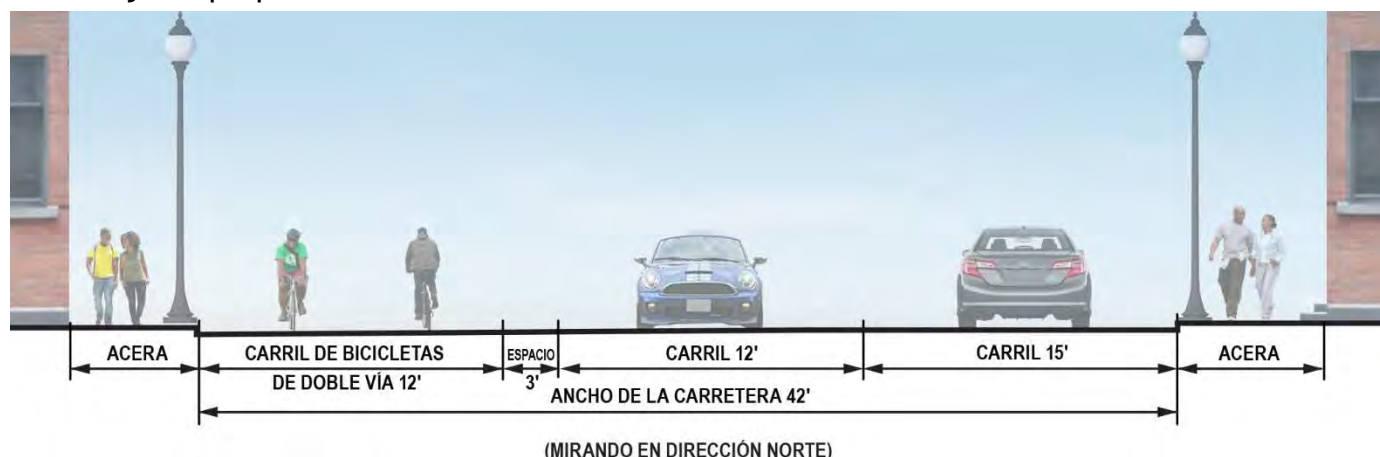 ACERA
CARRIL DE BICICLETAS
DE DOBLE VÍA 12'
ESPACIO
3'
CARRIL 12'
CARRIL 15'
ACERA
ANCHO DE LA CARRETERA 42'
(MIRANDO EN DIRECCIÓN NORTE)